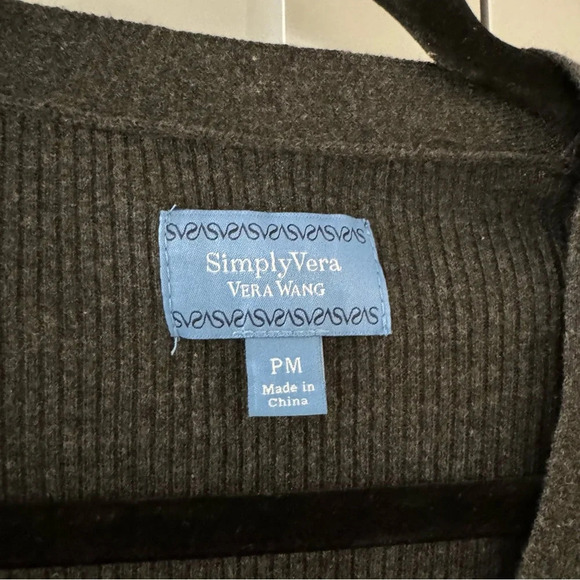 SimplyVera
VERA WANG
PM
Made in
China